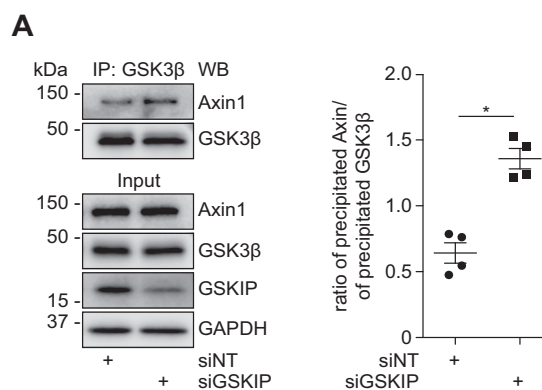 A
kDa IP: GSK3β WB
150 - Axin1
50 - GSK3β
Input
150 - Axin1
50 - GSK3β
GSKIP
15 -
37 - GAPDH
+ siNT
+ siGSKIP
ratio of precipitated Axin/
of precipitated GSK3β
2.0
1.5
1.0
0.5
0
*
siNT +
siGSKIP +